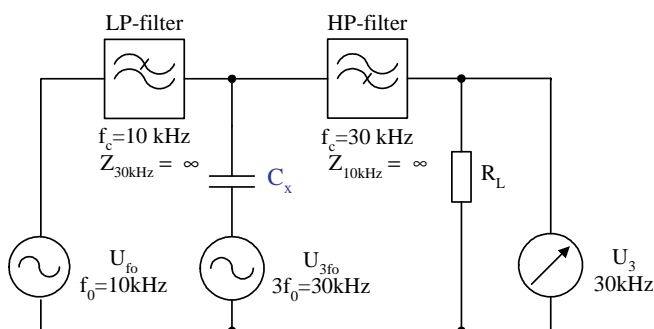 LP-filter
HP-filter
f_c=10 kHz
Z_30kHz = ∞
f_c=30 kHz
Z_10kHz = ∞
C_x
R_L
U_fo
f_0=10kHz
U_3fo
3f_0=30kHz
U_3
30kHz